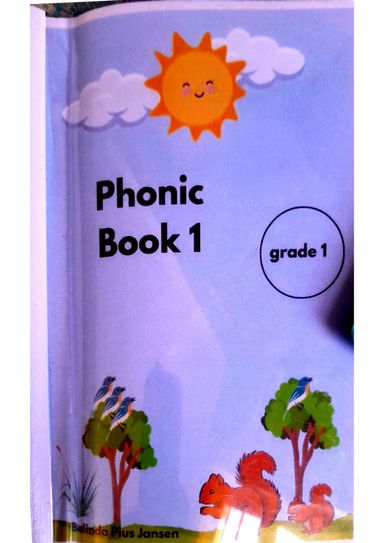 Phonic
Book 1
grade 1
Belinda Pius Jansen